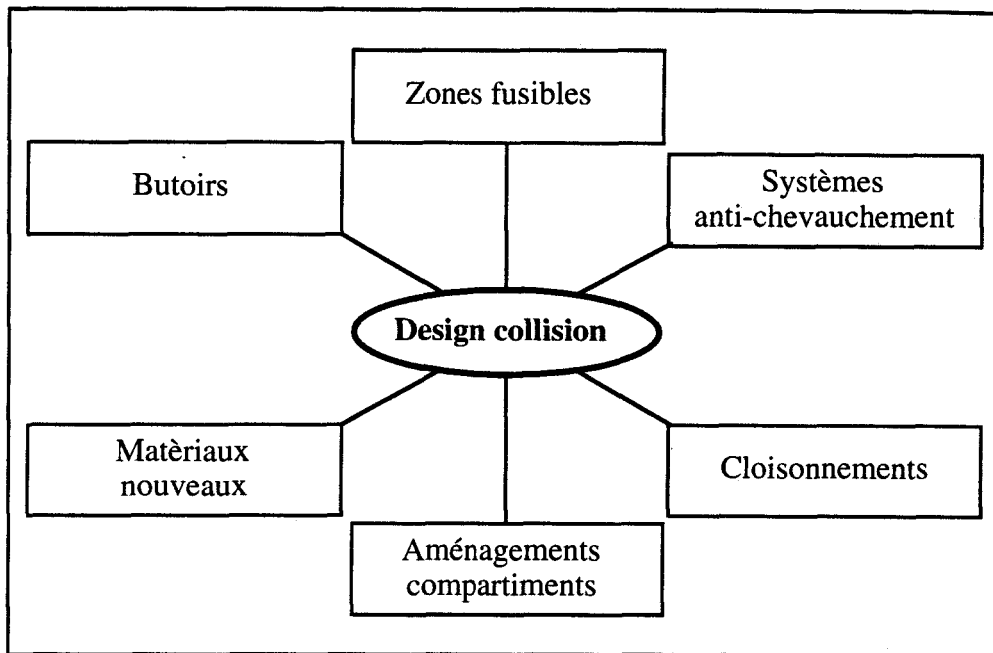 Zones fusibles
Butoirs
Systèmes
anti-chevauchement
Design collision
Matèriaux
nouveaux
Cloisonnements
Aménagements
compartiments